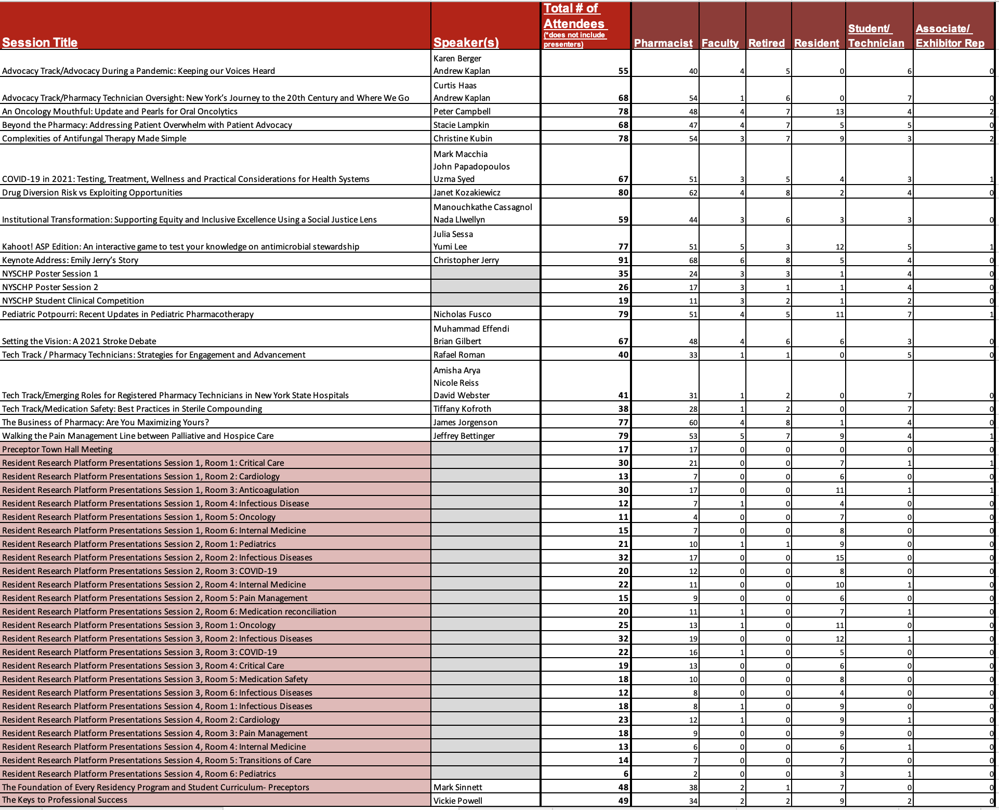 Session Title Speaker(s) Total # of Attendees (*does not include presenters) Pharmacist Faculty Retired Resident Student/ Technician Associate/ Exhibitor Rep
Advocacy Track/Advocacy During a Pandemic: Keeping our Voices Heard Karen Berger Andrew Kaplan 55 40 4 5 0 6 0
Advocacy Track/Pharmacy Technician Oversight: New York's Journey to the 20th Century and Where We Go Curtis Haas Andrew Kaplan 68 54 1 6 0 7 0
An Oncology Mouthful: Update and Pearls for Oral Oncolytics Peter Campbell 78 48 4 7 13 4 2
Beyond the Pharmacy: Addressing Patient Overwhelm with Patient Advocacy Stacie Lampkin 68 47 4 7 5 5 0
Complexities of Antifungal Therapy Made Simple Christine Kubin 78 54 3 7 9 3 2
COVID-19 in 2021: Testing, Treatment, Wellness and Practical Considerations for Health Systems Mark Macchia John Papadopoulos Uzma Syed 67 51 3 5 4 3 1
Drug Diversion Risk vs Exploiting Opportunities Janet Kozakiewicz 80 62 4 8 2 4 0
Institutional Transformation: Supporting Equity and Inclusive Excellence Using a Social Justice Lens Manouchkathe Cassagnol Nada Llwellyn 59 44 3 6 3 3 0
Kahoot! ASP Edition: An interactive game to test your knowledge on antimicrobial stewardship Julia Sessa Yumi Lee 77 51 5 3 12 5 1
Keynote Address: Emily Jerry's Story Christopher Jerry 91 68 6 8 5 4 0
NYSCHP Poster Session 1 35 24 3 3 1 4 0
NYSCHP Poster Session 2 26 17 3 1 1 4 0
NYSCHP Student Clinical Competition 19 11 3 2 1 2 0
Pediatric Potpourri: Recent Updates in Pediatric Pharmacotherapy Nicholas Fusco 79 51 4 5 11 7 1
Setting the Vision: A 2021 Stroke Debate Muhammad Effendi Brian Gilbert 67 48 4 6 6 3 0
Tech Track / Pharmacy Technicians: Strategies for Engagement and Advancement Rafael Roman 40 33 1 1 0 5 0
Tech Track/Emerging Roles for Registered Pharmacy Technicians in New York State Hospitals Amisha Arya Nicole Reiss David Webster 41 31 1 2 0 7 0
Tech Track/Medication Safety: Best Practices in Sterile Compounding Tiffany Kofroth 38 28 1 2 0 7 0
The Business of Pharmacy: Are You Maximizing Yours? James Jorgenson 77 60 4 8 1 4 0
Walking the Pain Management Line between Palliative and Hospice Care Jeffrey Bettinger 79 53 5 7 9 4 1
Preceptor Town Hall Meeting 17 17 0 0 0 0 0
Resident Research Platform Presentations Session 1, Room 1: Critical Care 30 21 0 0 7 1 1
Resident Research Platform Presentations Session 1, Room 2: Cardiology 13 7 0 0 6 0 0
Resident Research Platform Presentations Session 1, Room 3: Anticoagulation 30 17 0 0 11 1 1
Resident Research Platform Presentations Session 1, Room 4: Infectious Disease 12 7 1 0 4 0 0
Resident Research Platform Presentations Session 1, Room 5: Oncology 11 4 0 0 7 0 0
Resident Research Platform Presentations Session 1, Room 6: Internal Medicine 15 7 0 0 8 0 0
Resident Research Platform Presentations Session 2, Room 1: Pediatrics 21 10 1 1 9 0 0
Resident Research Platform Presentations Session 2, Room 2: Infectious Diseases 32 17 0 0 15 0 0
Resident Research Platform Presentations Session 2, Room 3: COVID-19 20 12 0 0 8 0 0
Resident Research Platform Presentations Session 2, Room 4: Internal Medicine 22 11 0 0 10 1 0
Resident Research Platform Presentations Session 2, Room 5: Pain Management 15 9 0 0 6 0 0
Resident Research Platform Presentations Session 2, Room 6: Medication reconciliation 20 11 1 0 7 1 0
Resident Research Platform Presentations Session 3, Room 1: Oncology 25 13 1 0 11 0 0
Resident Research Platform Presentations Session 3, Room 2: Infectious Diseases 32 19 0 0 12 1 0
Resident Research Platform Presentations Session 3, Room 3: COVID-19 22 16 1 0 5 0 0
Resident Research Platform Presentations Session 3, Room 4: Critical Care 19 13 0 0 6 0 0
Resident Research Platform Presentations Session 3, Room 5: Medication Safety 18 10 0 0 8 0 0
Resident Research Platform Presentations Session 3, Room 6: Infectious Diseases 12 8 0 0 4 0 0
Resident Research Platform Presentations Session 4, Room 1: Infectious Diseases 18 8 1 0 9 0 0
Resident Research Platform Presentations Session 4, Room 2: Cardiology 23 12 1 0 9 1 0
Resident Research Platform Presentations Session 4, Room 3: Pain Management 18 9 0 0 9 0 0
Resident Research Platform Presentations Session 4, Room 4: Internal Medicine 13 6 0 0 6 1 0
Resident Research Platform Presentations Session 4, Room 5: Transitions of Care 14 7 0 0 7 0 0
Resident Research Platform Presentations Session 4, Room 6: Pediatrics 6 2 0 0 3 1 0
The Foundation of Every Residency Program and Student Curriculum- Preceptors Mark Sinnett 48 38 2 1 7 0 0
The Keys to Professional Success Vickie Powell 49 34 2 2 9 2 0